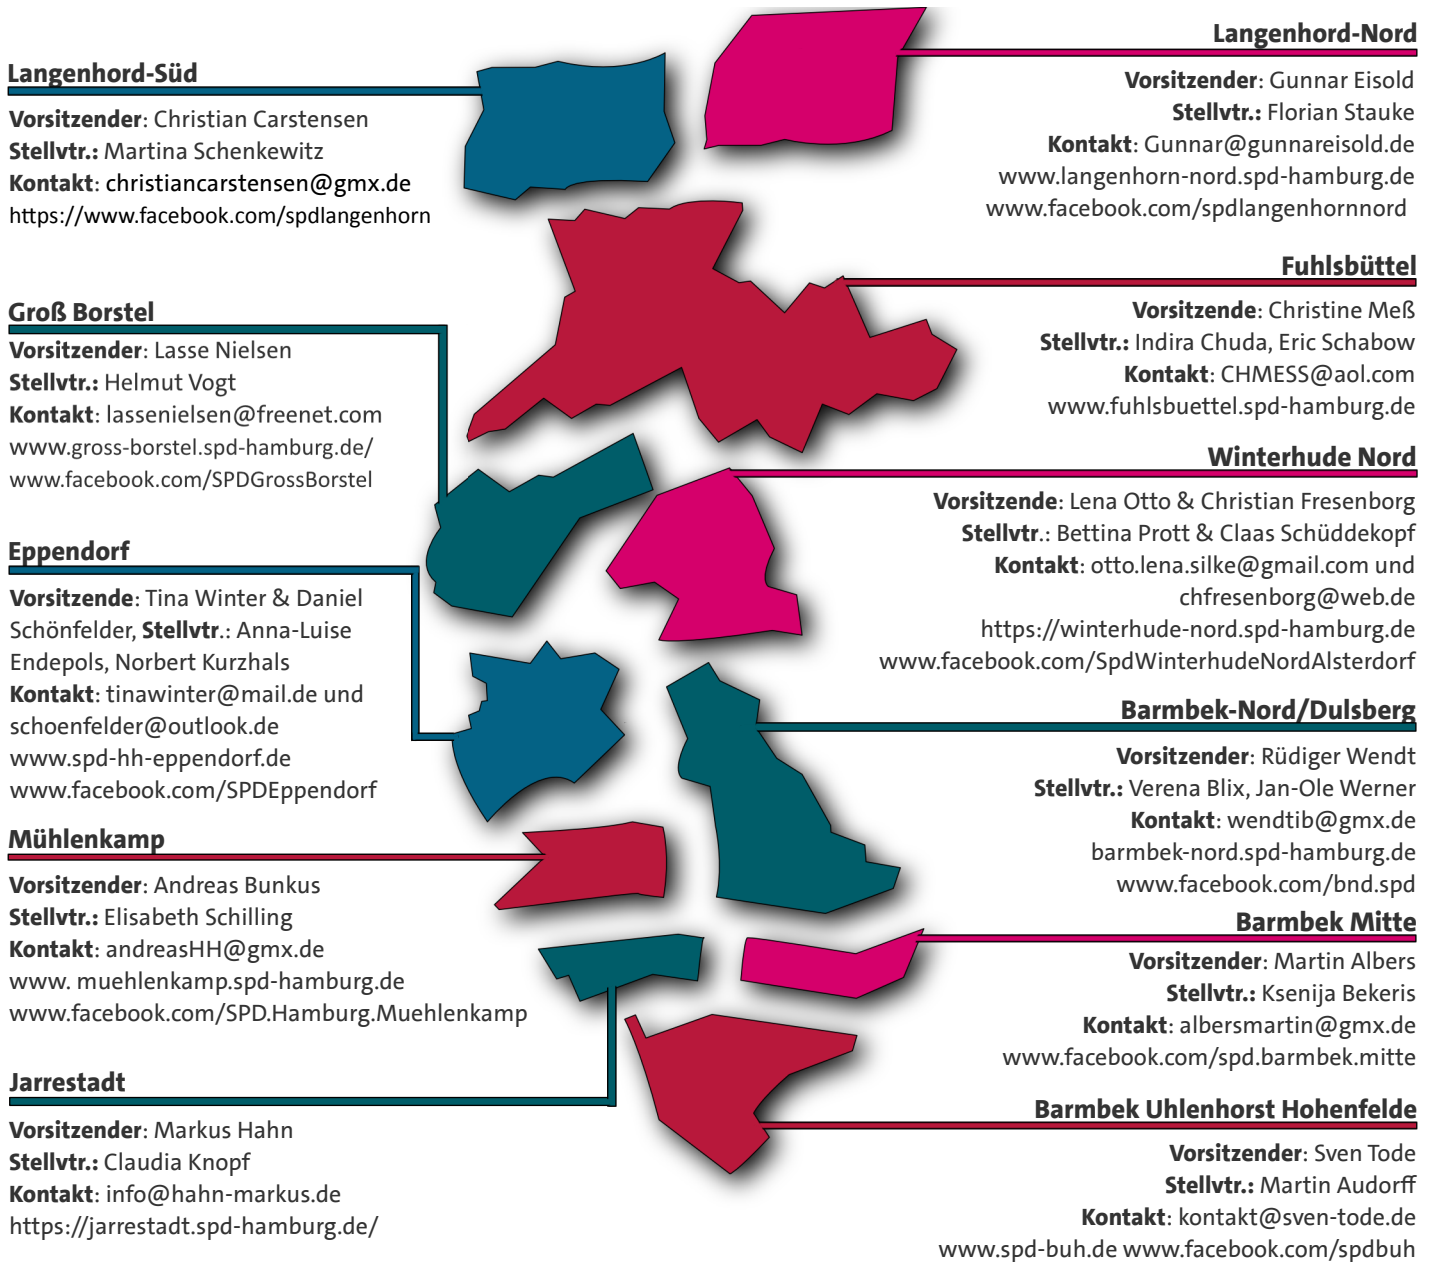 Langenhord-Süd
Vorsitzender: Christian Carstensen
Stellvtr.: Martina Schenkewitz
Kontakt: christiancarstensen@gmx.de
https://www.facebook.com/spdlangenhorn
Groß Borstel
Vorsitzender: Lasse Nielsen
Stellvtr.: Helmut Vogt
Kontakt: lassenielsen@freenet.com
www.gross-borstel.spd-hamburg.de/
www.facebook.com/SPDGrossBorstel
Eppendorf
Vorsitzende: Tina Winter & Daniel
Schönfelder, Stellvtr.: Anna-Luise
Endepols, Norbert Kurzhals
Kontakt: tinawinter@mail.de und
schoenfelder@outlook.de
www.spd-hh-eppendorf.de
www.facebook.com/SPDEppendorf
Mühlenkamp
Vorsitzender: Andreas Bunkus
Stellvtr.: Elisabeth Schilling
Kontakt: andreasHH@gmx.de
www. muehlenkamp.spd-hamburg.de
www.facebook.com/SPD.Hamburg.Muehlenkamp
Jarrestadt
Vorsitzender: Markus Hahn
Stellvtr.: Claudia Knopf
Kontakt: info@hahn-markus.de
https://jarrestadt.spd-hamburg.de/
Langenhord-Nord
Vorsitzender: Gunnar Eisold
Stellvtr.: Florian Stauke
Kontakt: Gunnar@gunnareisold.de
www.langenhorn-nord.spd-hamburg.de
www.facebook.com/spdlangenhornnord
Fuhlsbüttel
Vorsitzende: Christine Meß
Stellvtr.: Indira Chuda, Eric Schabow
Kontakt: CHMESS@aol.com
www.fuhlsbuettel.spd-hamburg.de
Winterhude Nord
Vorsitzende: Lena Otto & Christian Fresenborg
Stellvtr.: Bettina Prott & Claas Schüddekopf
Kontakt: otto.lena.silke@gmail.com und
chfresenborg@web.de
https://winterhude-nord.spd-hamburg.de
www.facebook.com/SpdWinterhudeNordAlsterdorf
Barmbek-Nord/Dulsberg
Vorsitzender: Rüdiger Wendt
Stellvtr.: Verena Blix, Jan-Ole Werner
Kontakt: wendtib@gmx.de
barmbek-nord.spd-hamburg.de
www.facebook.com/bnd.spd
Barmbek Mitte
Vorsitzender: Martin Albers
Stellvtr.: Ksenija Bekeris
Kontakt: albersmartin@gmx.de
www.facebook.com/spd.barmbek.mitte
Barmbek Uhlenhorst Hohenfelde
Vorsitzender: Sven Tode
Stellvtr.: Martin Audorff
Kontakt: kontakt@sven-tode.de
www.spd-buh.de www.facebook.com/spdbuh